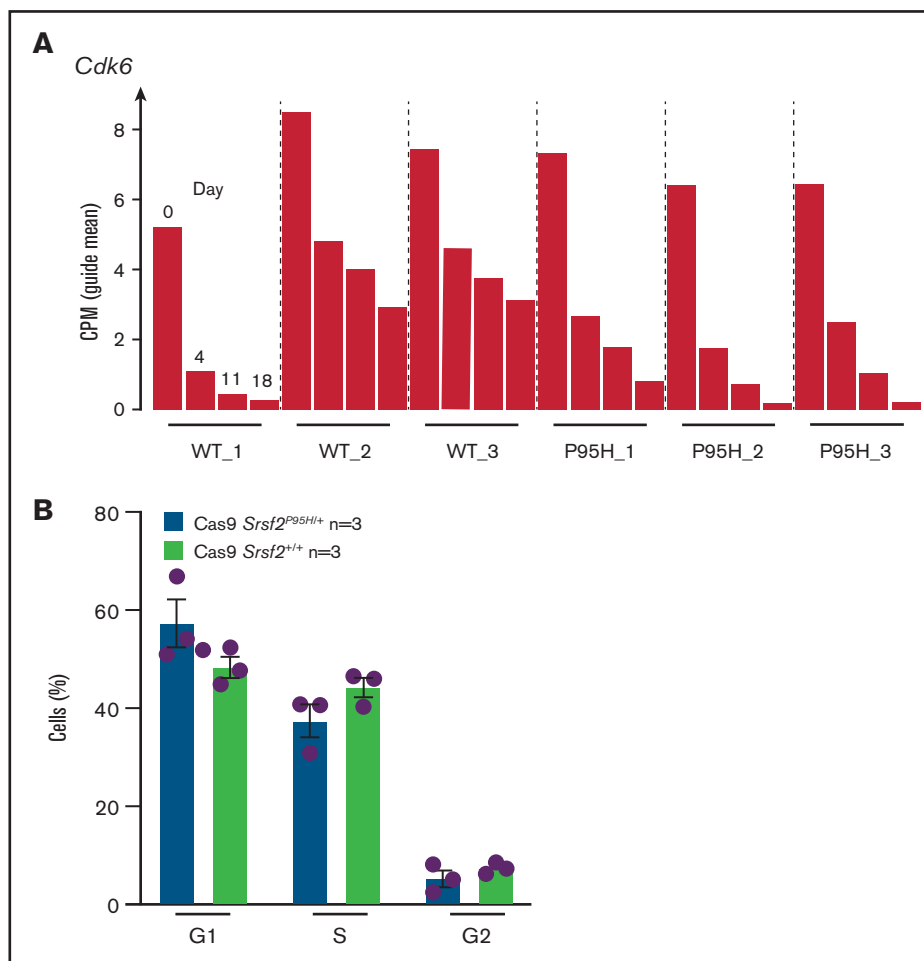 A
Cdk6
8
6
4
2
0
CPM (guide mean)
Day
0
4
11
18
WT_1
WT_2
WT_3
P95H_1
P95H_2
P95H_3
B
80
60
40
20
0
Cells (%)
Cas9 Srsf2P95H/+ n=3
Cas9 Srsf2+/+ n=3
G1
S
G2